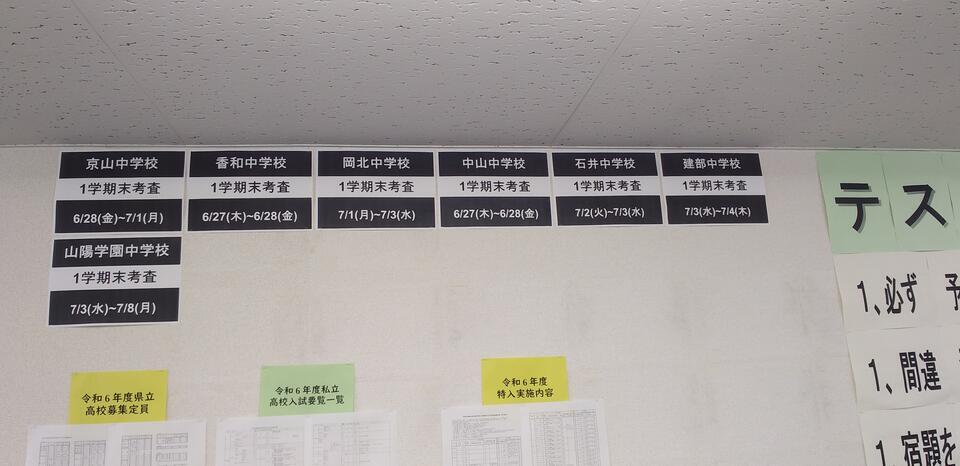 京山中学校
1学期末考査
6/28(金)~7/1(月)
香和中学校
1学期末考査
6/27(木)~6/28(金)
岡北中学校
1学期末考査
7/1(月)~7/3(水)
中山中学校
1学期末考査
6/27(木)~6/28(金)
石井中学校
1学期末考査
7/2(火)~7/3(水)
建部中学校
1学期末考査
7/3(水)~7/4(木)
山陽学園中学校
1学期末考査
7/3(水)~7/8(月)
令和6年度県立
高校募集定員
令和6年度私立
高校入試要覧一覧
令和6年度
特入実施内容
テス
1、必ず 予
1、間違
1、宿題を